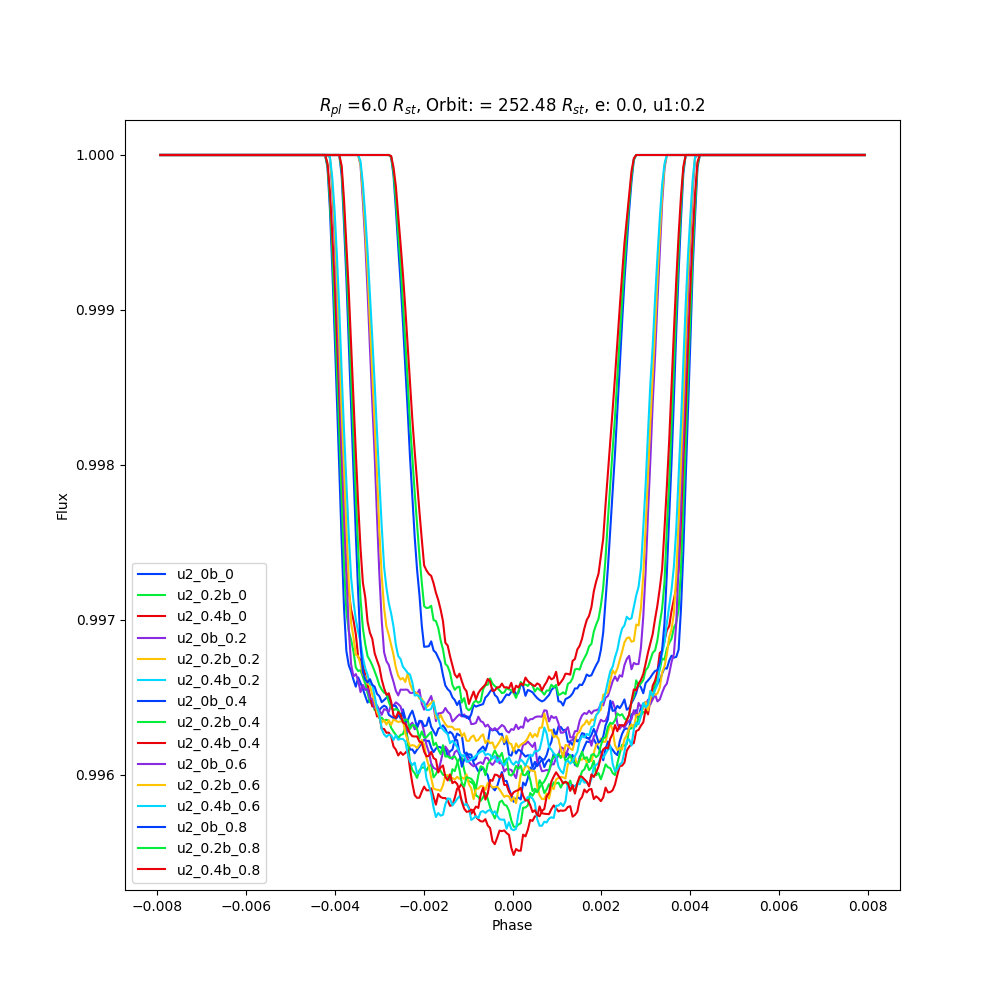 R_pl =6.0 R_st, Orbit: = 252.48 R_st, e: 0.0, u1:0.2
1.000
0.999
0.998
0.997
0.996
Flux
u2_0b_0
u2_0.2b_0
u2_0.4b_0
u2_0b_0.2
u2_0.2b_0.2
u2_0.4b_0.2
u2_0b_0.4
u2_0.2b_0.4
u2_0.4b_0.4
u2_0b_0.6
u2_0.2b_0.6
u2_0.4b_0.6
u2_0b_0.8
u2_0.2b_0.8
u2_0.4b_0.8
−0.008 −0.006 −0.004 −0.002 0.000 0.002 0.004 0.006 0.008
Phase